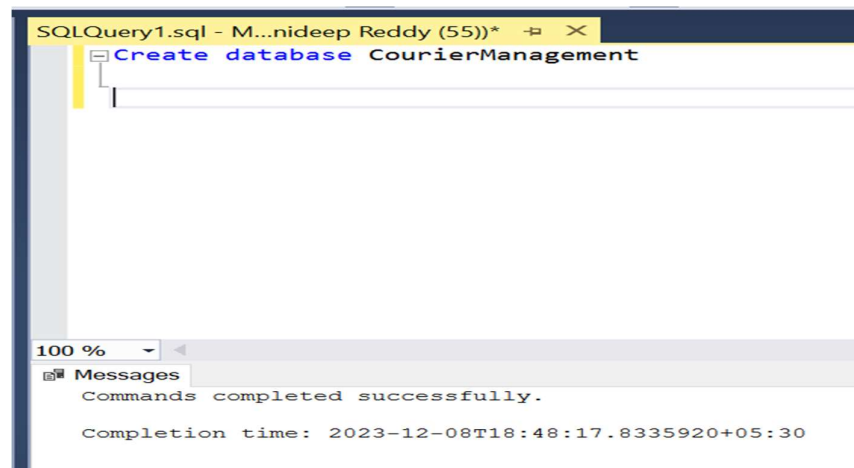 SQLQuery1.sql - M...nideep Reddy (55))*
Create database CourierManagement
100 %
Messages
Commands completed successfully.
Completion time: 2023-12-08T18:48:17.8335920+05:30